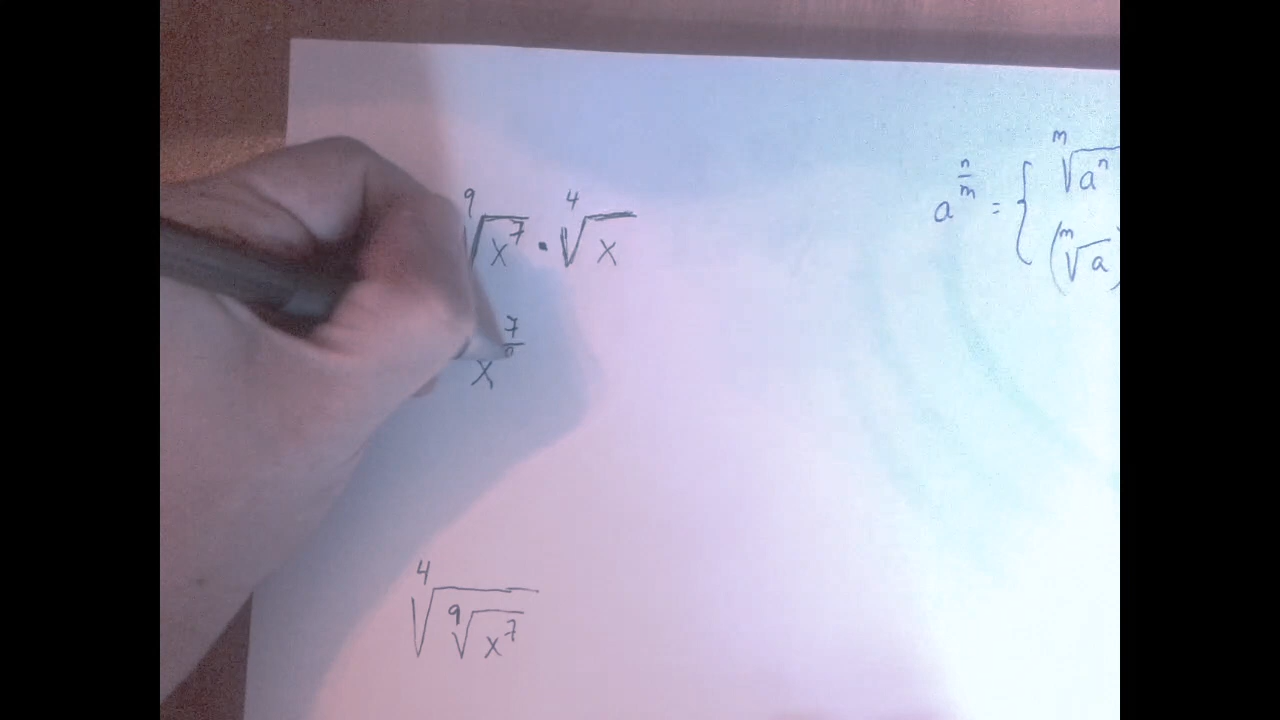 ⁹√x⁷ · ⁴√x
x^(7/9)
⁴√(⁹√x⁷)
a^(n/m) = { ᵐ√aⁿ
(ᵐ√a)